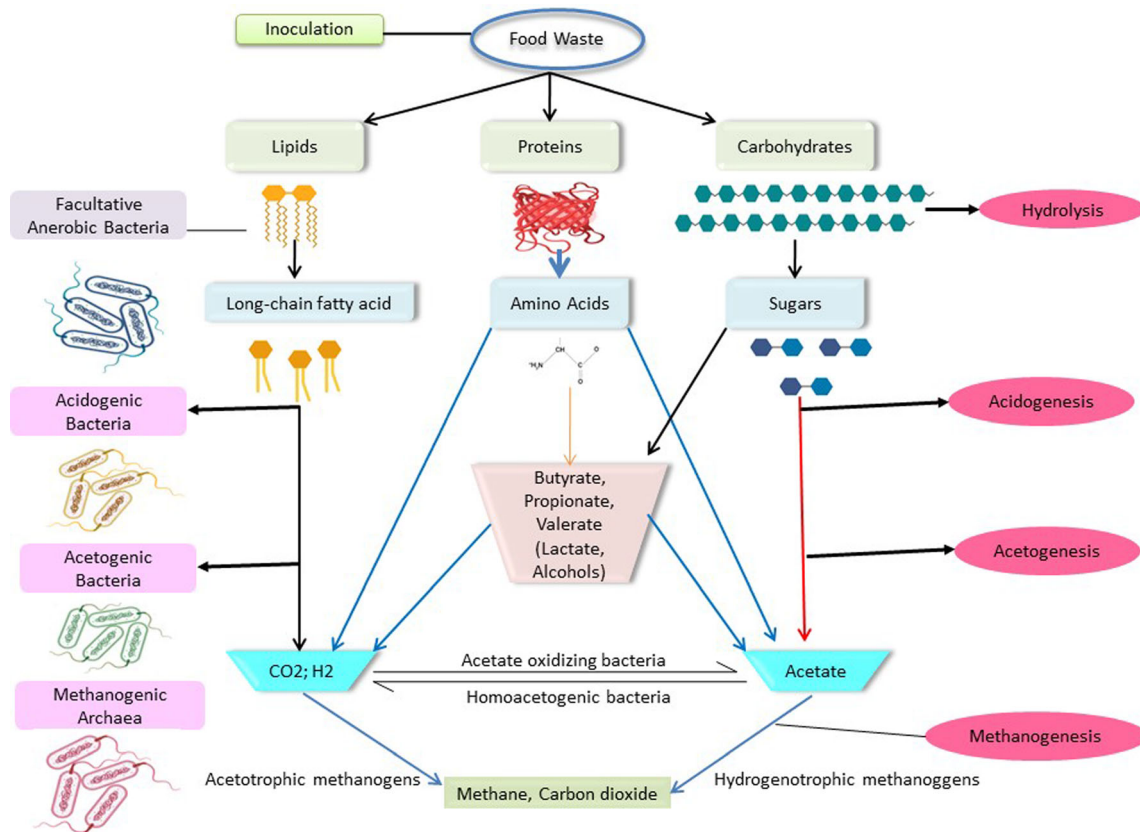 Inoculation
Food Waste
Lipids
Proteins
Carbohydrates
Facultative
Anerobic Bacteria
Hydrolysis
Long-chain fatty acid
Amino Acids
Sugars
CH
O
⁺H₂N
C
O
Acidogenic
Bacteria
Acidogenesis
Butyrate,
Propionate,
Valerate
(Lactate,
Alcohols)
Acetogenic
Bacteria
Acetogenesis
CO2; H2
Acetate oxidizing bacteria
Homoacetogenic bacteria
Acetate
Methanogenic
Archaea
Methanogenesis
Acetotrophic methanogens
Hydrogenotrophic methanoggens
Methane, Carbon dioxide